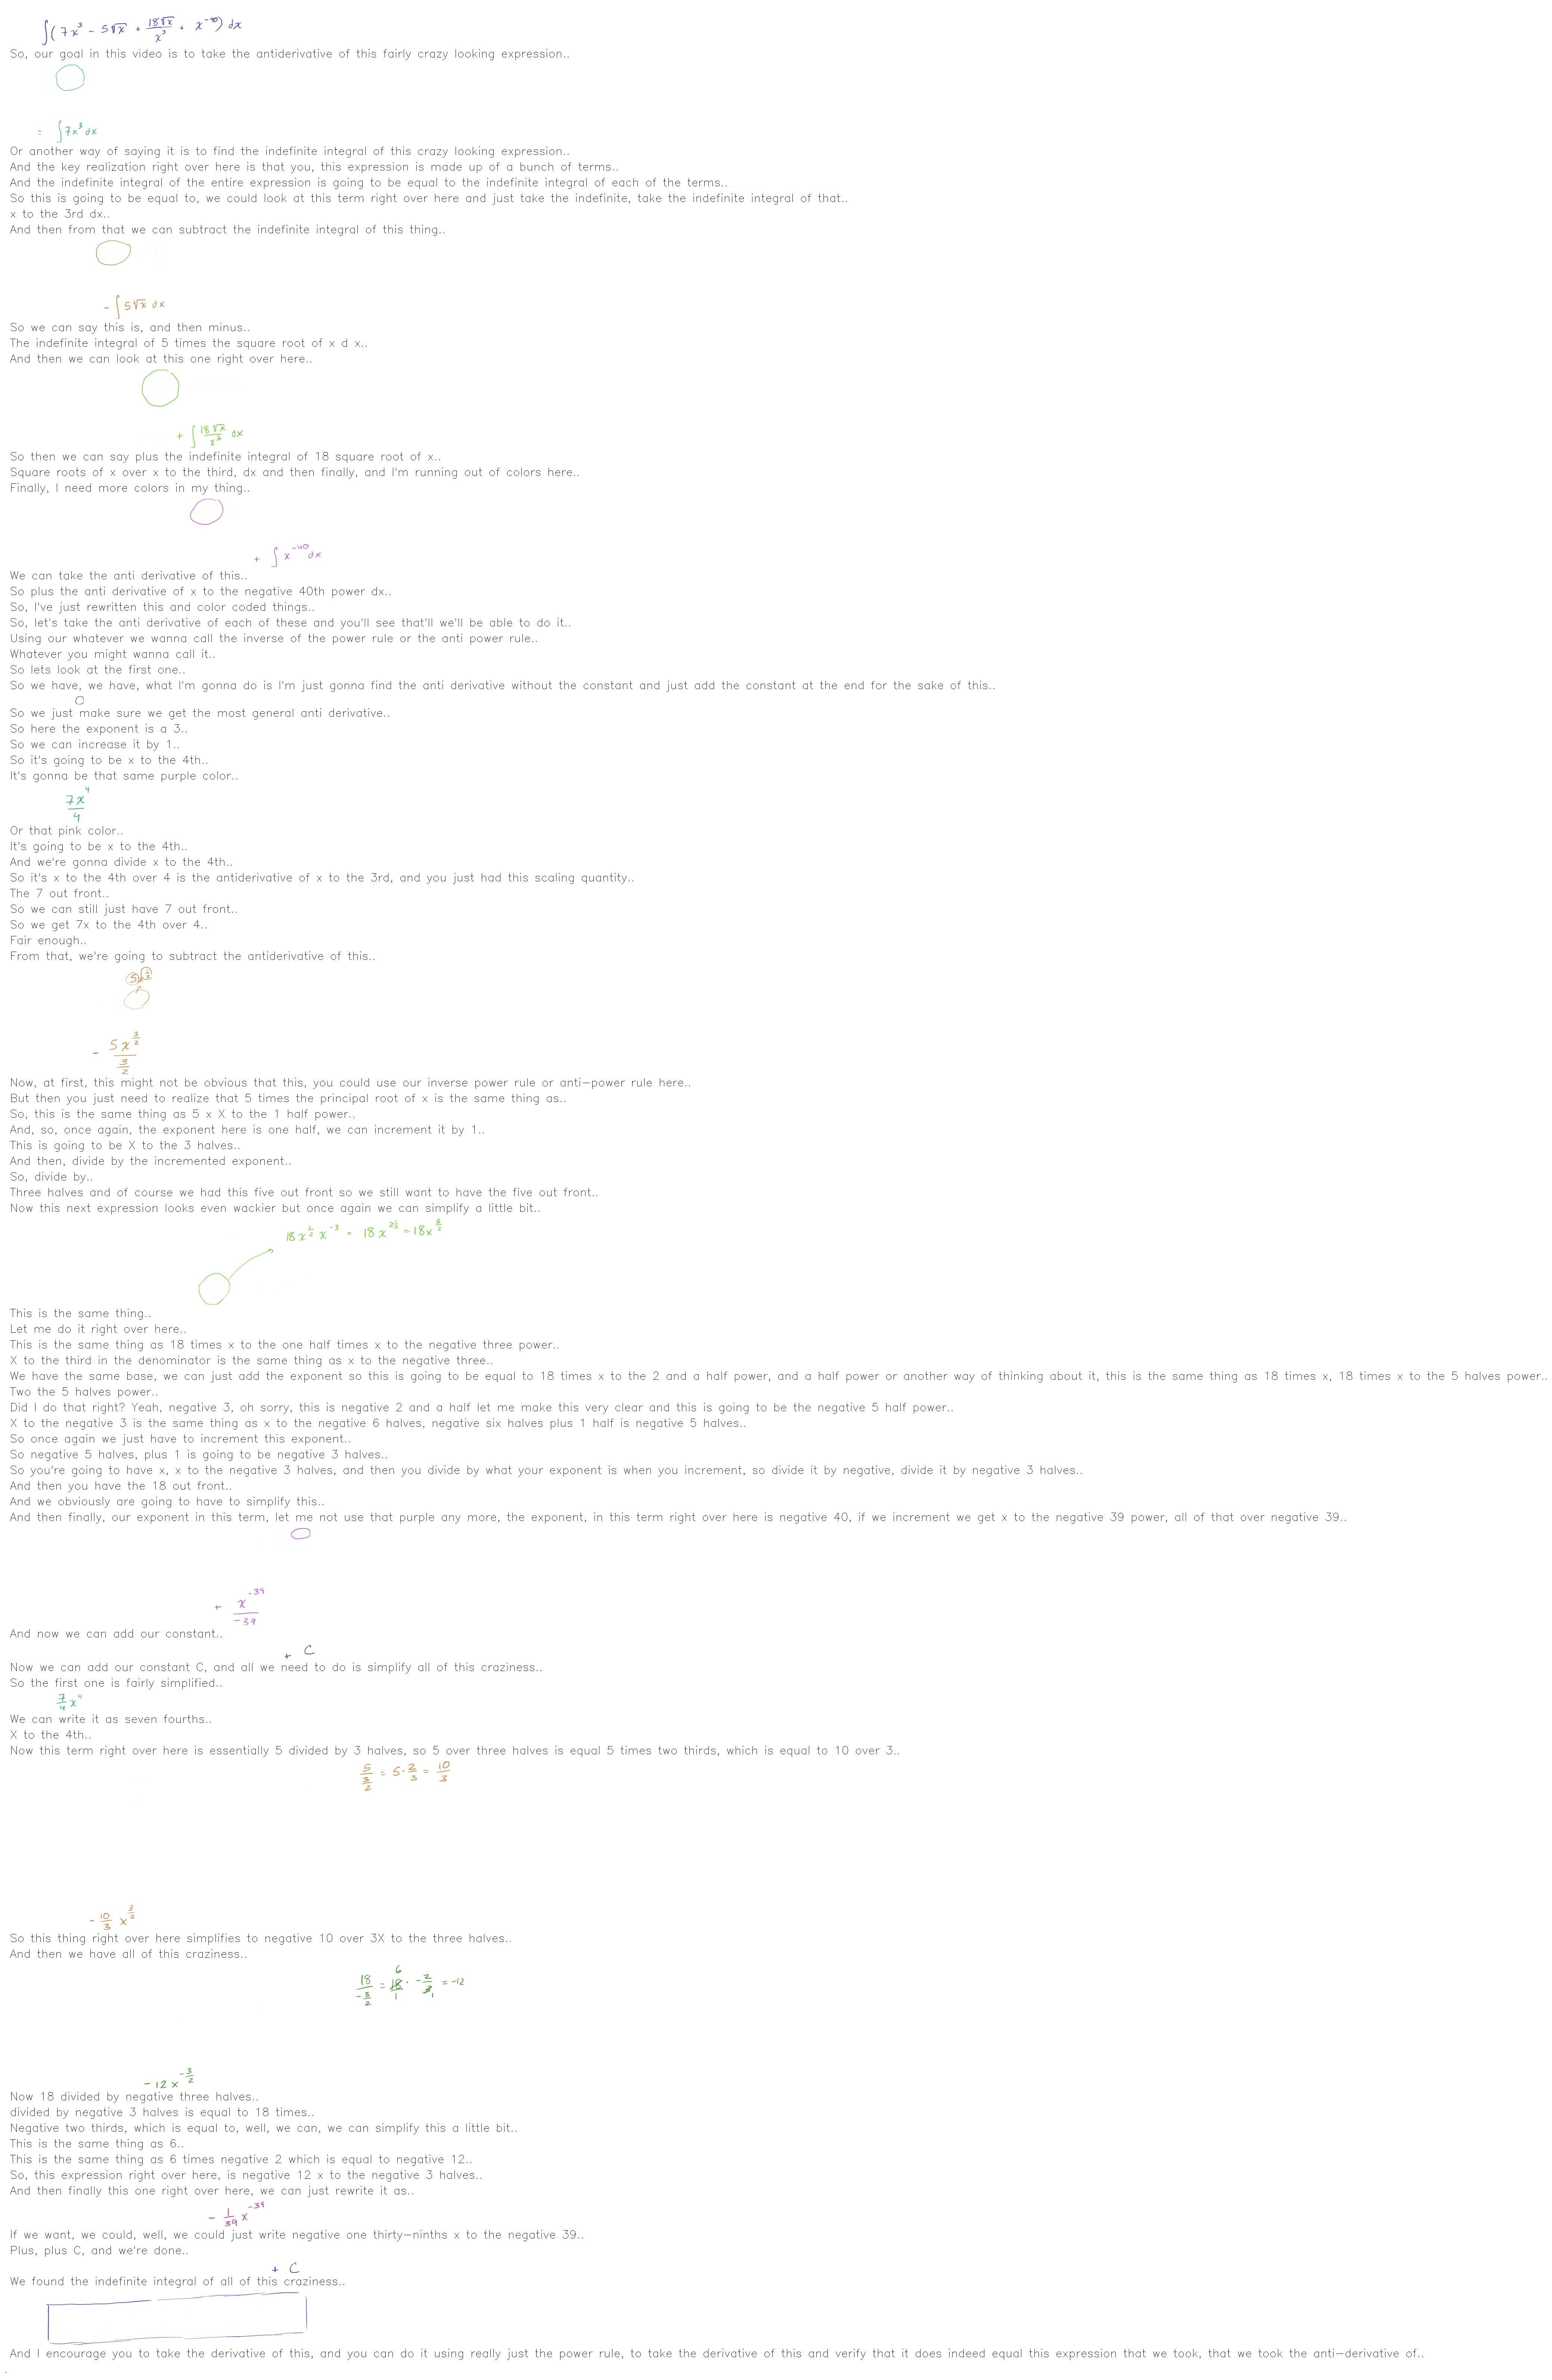 ∫(7x³ - 5√x + 18√x/x³ + x⁻⁴⁰) dx
So, our goal in this video is to take the antiderivative of this fairly crazy looking expression..
= ∫7x³ dx
Or another way of saying it is to find the indefinite integral of this crazy looking expression..
And the key realization right over here is that you, this expression is made up of a bunch of terms..
And the indefinite integral of the entire expression is going to be equal to the indefinite integral of each of the terms..
So this is going to be equal to, we could look at this term right over here and just take the indefinite, take the indefinite integral of that..
x to the 3rd dx..
And then from that we can subtract the indefinite integral of this thing..
- ∫5√x dx
So we can say this is, and then minus..
The indefinite integral of 5 times the square root of x d x..
And then we can look at this one right over here..
+ ∫18√x/x³ dx
So then we can say plus the indefinite integral of 18 square root of x..
Square roots of x over x to the third, dx and then finally, and I'm running out of colors here..
Finally, I need more colors in my thing..
+ ∫x⁻⁴⁰dx
We can take the anti derivative of this..
So plus the anti derivative of x to the negative 40th power dx..
So, I've just rewritten this and color coded things..
So, let's take the anti derivative of each of these and you'll see that'll we'll be able to do it..
Using our whatever we wanna call the inverse of the power rule or the anti power rule..
Whatever you might wanna call it..
So lets look at the first one..
So we have, we have, what I'm gonna do is I'm just gonna find the anti derivative without the constant and just add the constant at the end for the sake of this..
So we just make sure we get the most general anti derivative..
So here the exponent is a 3..
So we can increase it by 1..
So it's going to be x to the 4th..
It's gonna be that same purple color..
7x⁴/4
Or that pink color..
It's going to be x to the 4th..
And we're gonna divide x to the 4th..
So it's x to the 4th over 4 is the antiderivative of x to the 3rd, and you just had this scaling quantity..
The 7 out front..
So we can still just have 7 out front..
So we get 7x to the 4th over 4..
Fair enough..
From that, we're going to subtract the antiderivative of this..
5x^(1/2)
- 5x^(3/2)/(3/2)
Now, at first, this might not be obvious that this, you could use our inverse power rule or anti-power rule here..
But then you just need to realize that 5 times the principal root of x is the same thing as..
So, this is the same thing as 5 x X to the 1 half power..
And, so, once again, the exponent here is one half, we can increment it by 1..
This is going to be X to the 3 halves..
And then, divide by the incremented exponent..
So, divide by..
Three halves and of course we had this five out front so we still want to have the five out front..
Now this next expression looks even wackier but once again we can simplify a little bit..
18x^(1/2) x⁻³ = 18x^(2 1/2) = 18x^(5/2)
This is the same thing..
Let me do it right over here..
This is the same thing as 18 times x to the one half times x to the negative three power..
X to the third in the denominator is the same thing as x to the negative three..
We have the same base, we can just add the exponent so this is going to be equal to 18 times x to the 2 and a half power, and a half power or another way of thinking about it, this is the same thing as 18 times x, 18 times x to the 5 halves power..
Two the 5 halves power..
Did I do that right? Yeah, negative 3, oh sorry, this is negative 2 and a half let me make this very clear and this is going to be the negative 5 half power..
X to the negative 3 is the same thing as x to the negative 6 halves, negative six halves plus 1 half is negative 5 halves..
So once again we just have to increment this exponent..
So negative 5 halves, plus 1 is going to be negative 3 halves..
So you're going to have x, x to the negative 3 halves, and then you divide by what your exponent is when you increment, so divide it by negative, divide it by negative 3 halves..
And then you have the 18 out front..
And we obviously are going to have to simplify this..
And then finally, our exponent in this term, let me not use that purple any more, the exponent, in this term right over here is negative 40, if we increment we get x to the negative 39 power, all of that over negative 39..
+ x⁻³⁹/-39
And now we can add our constant..
+ C
Now we can add our constant C, and all we need to do is simplify all of this craziness..
So the first one is fairly simplified..
7/4 x⁴
We can write it as seven fourths..
X to the 4th..
Now this term right over here is essentially 5 divided by 3 halves, so 5 over three halves is equal 5 times two thirds, which is equal to 10 over 3..
5/(3/2) = 5·2/3 = 10/3
- 10/3 x^(3/2)
So this thing right over here simplifies to negative 10 over 3X to the three halves..
And then we have all of this craziness..
18/(-3/2) = 18/1 · -2/3 = -12
6 1
-12x^(-3/2)
Now 18 divided by negative three halves..
divided by negative 3 halves is equal to 18 times..
Negative two thirds, which is equal to, well, we can, we can simplify this a little bit..
This is the same thing as 6..
This is the same thing as 6 times negative 2 which is equal to negative 12..
So, this expression right over here, is negative 12 x to the negative 3 halves..
And then finally this one right over here, we can just rewrite it as..
- 1/39 x⁻³⁹
If we want, we could, well, we could just write negative one thirty-ninths x to the negative 39..
Plus, plus C, and we're done..
+ C
We found the indefinite integral of all of this craziness..
And I encourage you to take the derivative of this, and you can do it using really just the power rule, to take the derivative of this and verify that it does indeed equal this expression that we took, that we took the anti-derivative of..
.